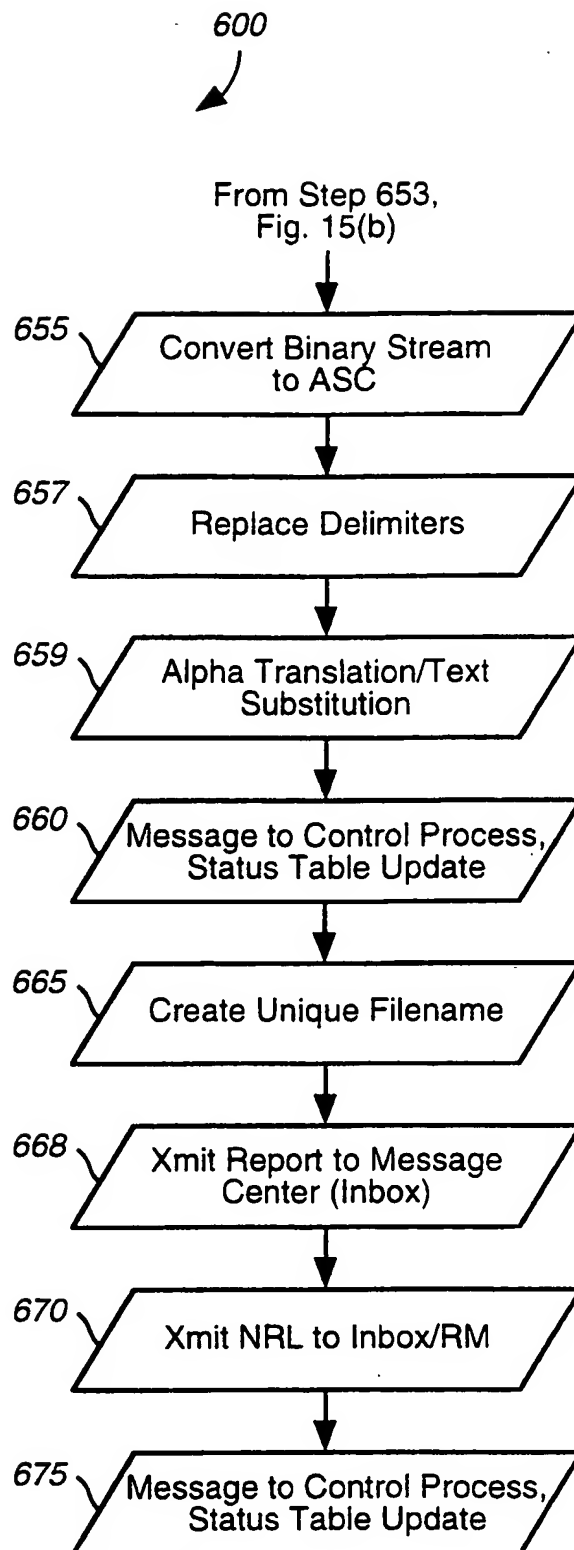 600
From Step 653,
Fig. 15(b)
655
Convert Binary Stream
to ASC
657
Replace Delimiters
659
Alpha Translation/Text
Substitution
660
Message to Control Process,
Status Table Update
665
Create Unique Filename
668
Xmit Report to Message
Center (Inbox)
670
Xmit NRL to Inbox/RM
675
Message to Control Process,
Status Table Update